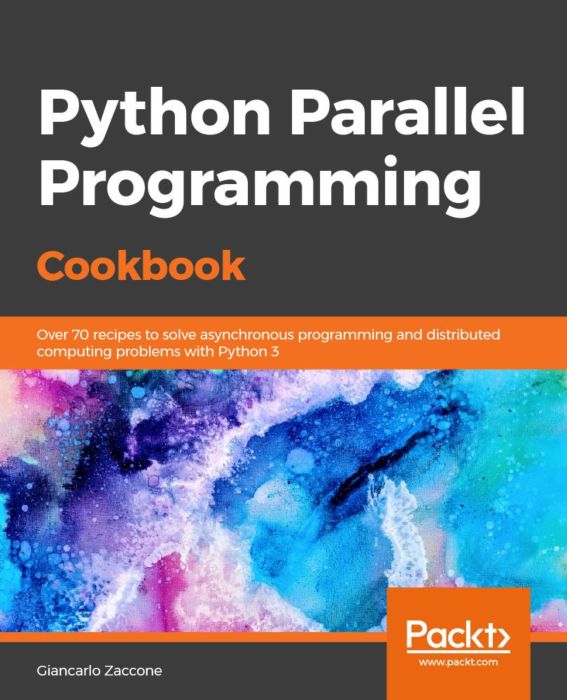 Python Parallel
Programming
Cookbook
Over 70 recipes to solve asynchronous programming and distributed
computing problems with Python 3
Packt>
www.packt.com
Giancarlo Zaccone